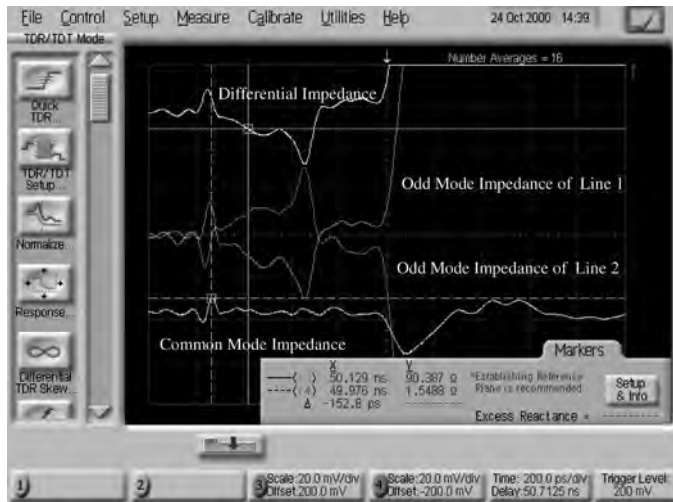 File Control Setup Measure Calibrate Utilities Help 24 Oct 2000 14:39
TDR/TDT Mode
Number Averages = 16
Quick
TDR...
TDR/TDT
Setup...
Normalize...
Response...
Differential
TDR Skew...
Differential Impedance
Odd Mode Impedance of Line 1
Odd Mode Impedance of Line 2
Common Mode Impedance
Markers
X Y
50.129 ns 90.387 Ω
49.976 ns 1.5488 Ω
Δ -152.8 ps
*Establishing Reference
Plane is recommended
Setup
& Info
Excess Reactance =
1) 2)
3 Scale:20.0 mV/div
Offset:200.0 mV
4 Scale:20.0 mV/div
Offset:-200.0 mV
Time: 200.0 ps/div
Delay:50.7125 ns
Trigger Level:
200 mV